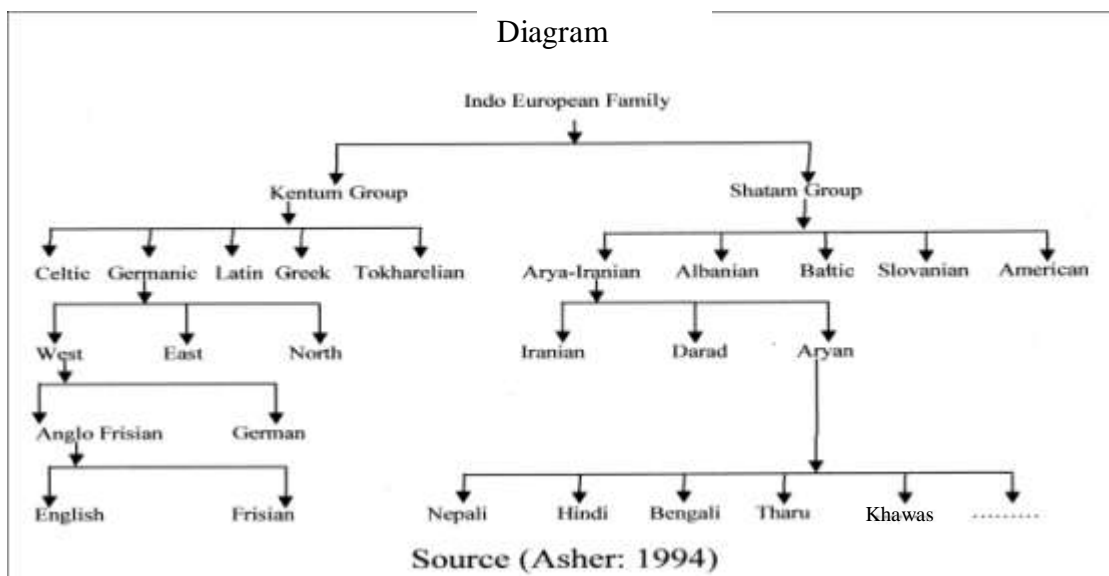 Diagram
Indo European Family
Kentum Group
Shatam Group
Celtic Germanic Latin Greek Tokharelian
Arya-Iranian Albanian Baftic Slovanian American
West East North
Iranian Darad Aryan
Anglo Frisian German
English Frisian
Nepali Hindi Bengali Tharu Khawas .........
Source (Asher: 1994)